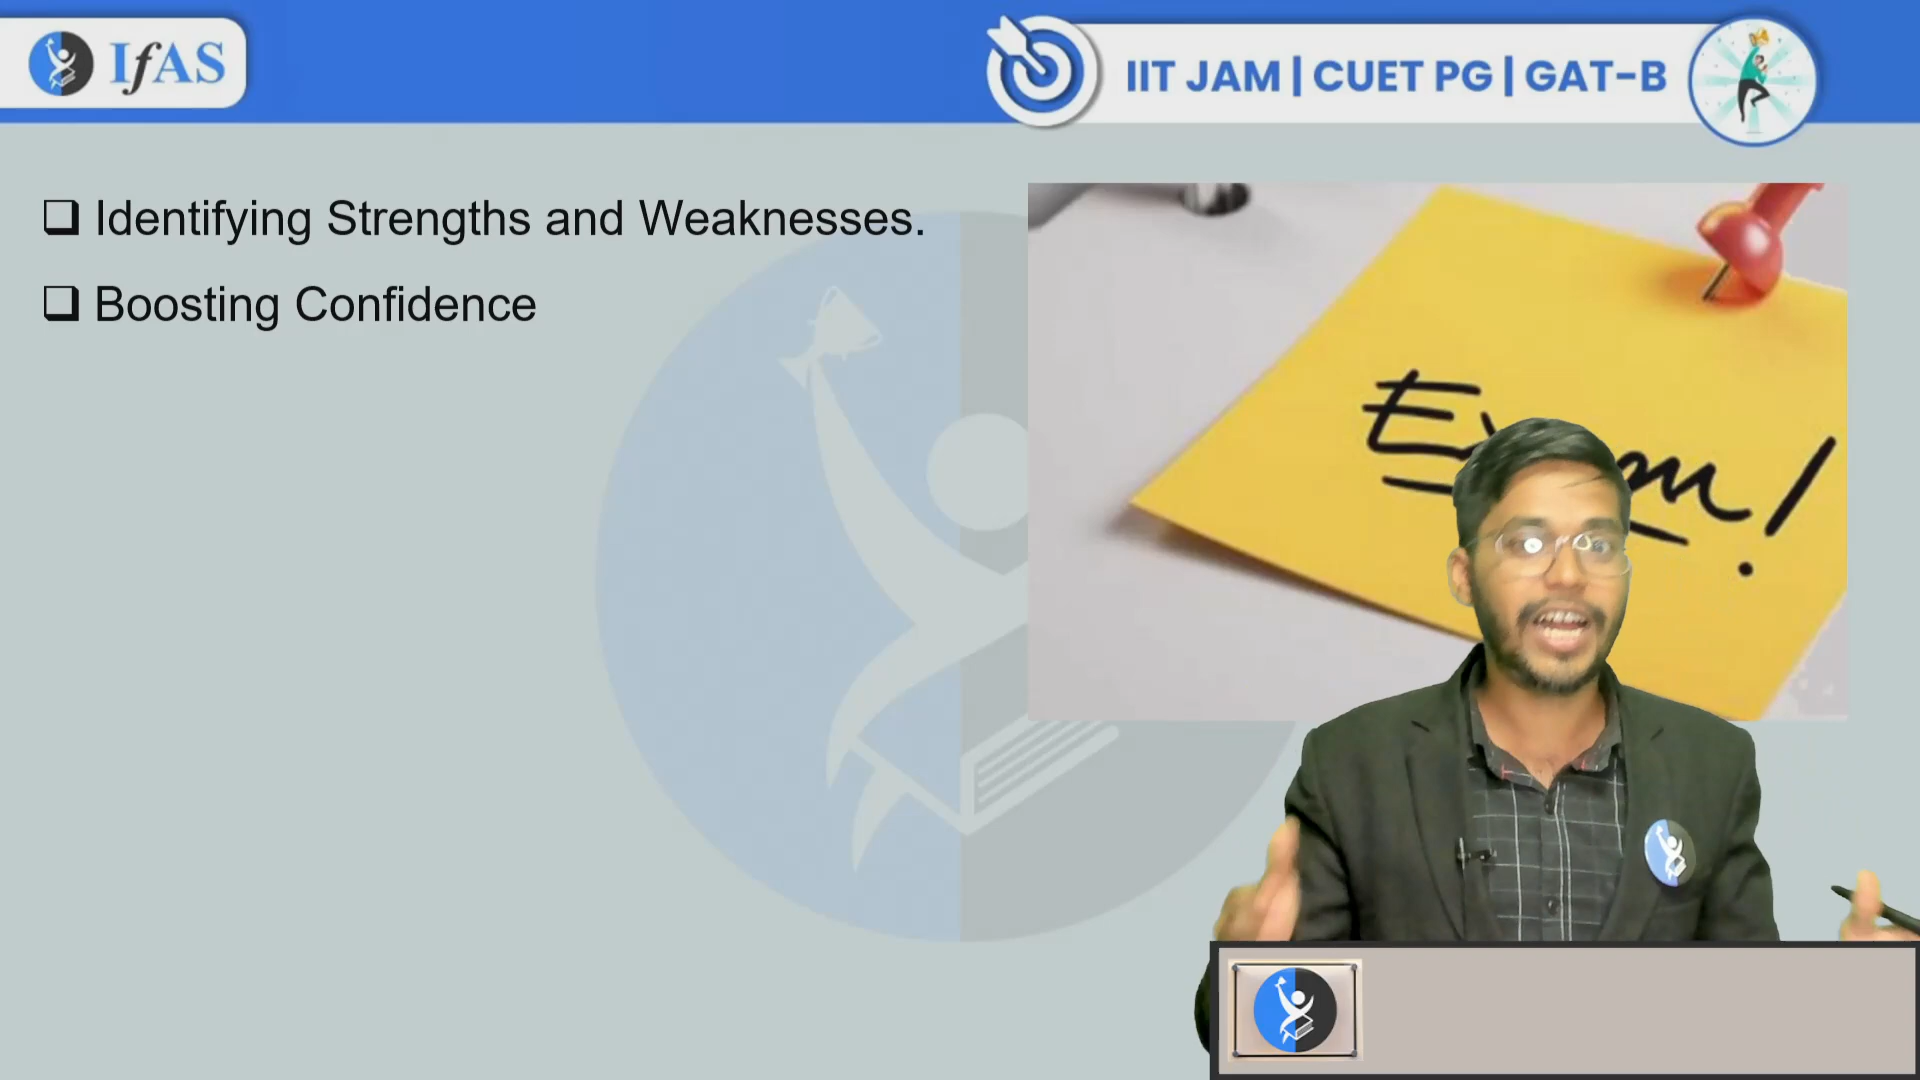 IfAS
IIT JAM | CUET PG | GAT-B
❑ Identifying Strengths and Weaknesses.
❑ Boosting Confidence